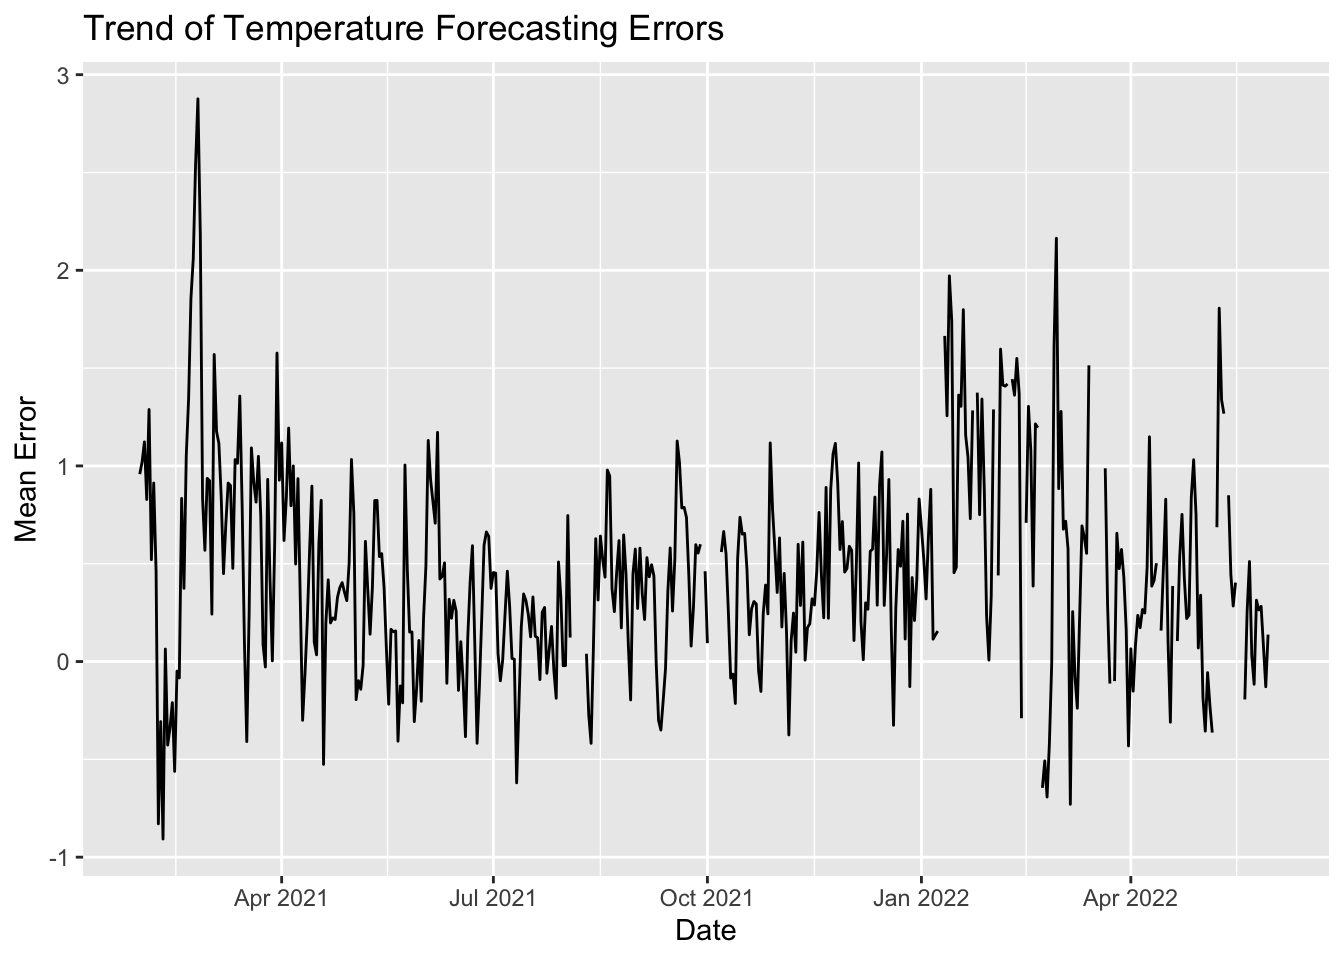 Trend of Temperature Forecasting Errors
3
2
1
0
-1
Mean Error
Apr 2021
Jul 2021
Oct 2021
Jan 2022
Apr 2022
Date